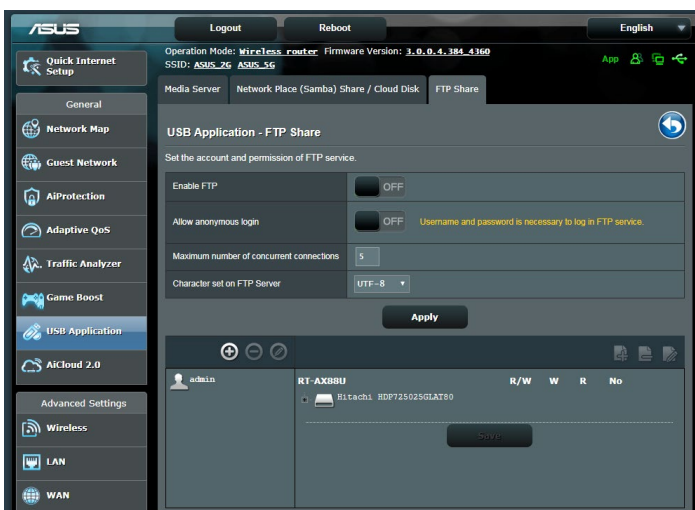 ASUS
Logout
Reboot
English
Quick Internet
Setup
Operation Mode: Wireless router Firmware Version: 3.0.0.4.384_4360
SSID: ASUS_2G ASUS_5G
App
Media Server
Network Place (Samba) Share / Cloud Disk
FTP Share
General
Network Map
Guest Network
AiProtection
Adaptive QoS
Traffic Analyzer
Game Boost
USB Application
AiCloud 2.0
Advanced Settings
Wireless
LAN
WAN
USB Application - FTP Share
Set the account and permission of FTP service.
Enable FTP
OFF
Allow anonymous login
OFF
Username and password is necessary to log in FTP service.
Maximum number of concurrent connections
5
Character set on FTP Server
UTF-8
Apply
admin
RT-AX88U
R/W
W
R
No
Hitachi HDP725025GLAT80
Save